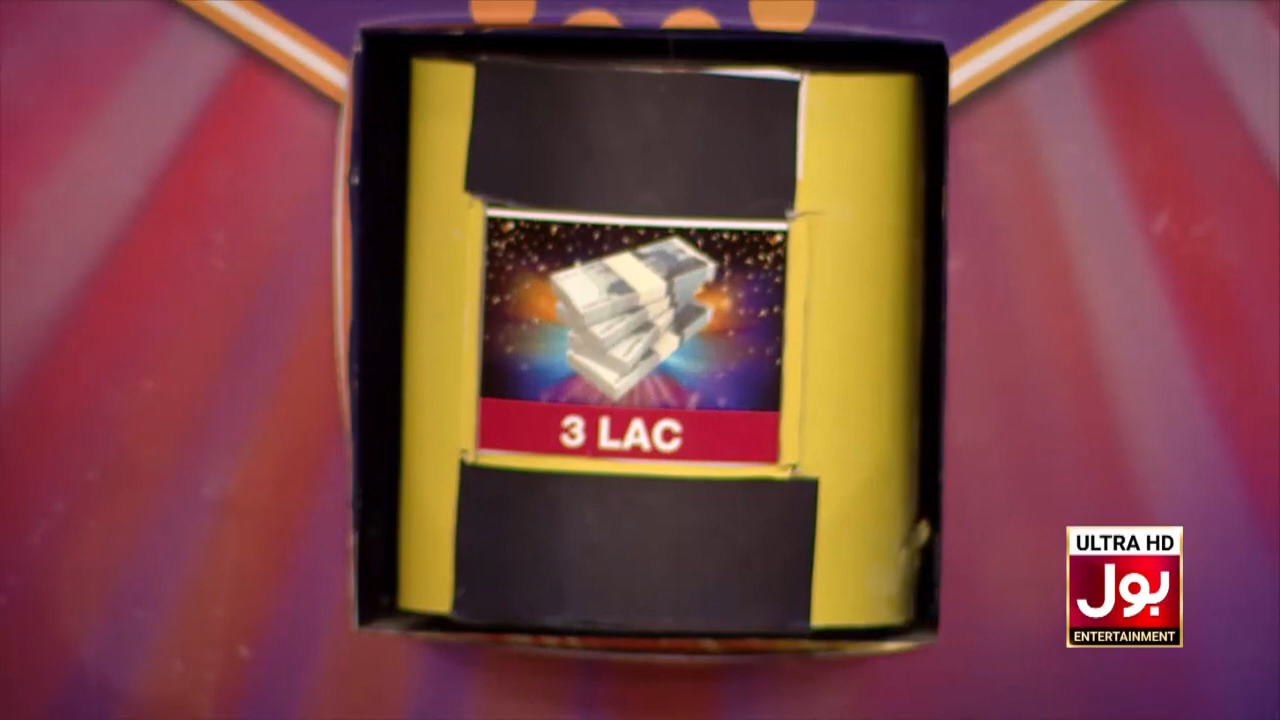 3 LAC
ULTRA HD
بول
ENTERTAINMENT